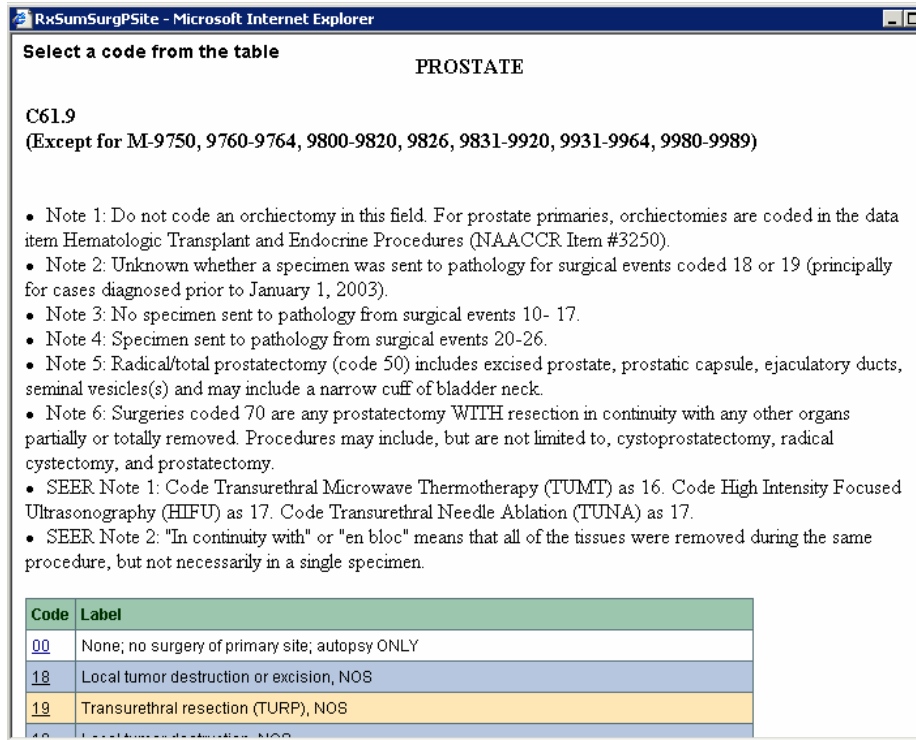 RxSumSurgPSite - Microsoft Internet Explorer
Select a code from the table
PROSTATE
C61.9
(Except for M-9750, 9760-9764, 9800-9820, 9826, 9831-9920, 9931-9964, 9980-9989)
• Note 1: Do not code an orchiectomy in this field. For prostate primaries, orchiectomies are coded in the data
item Hematologic Transplant and Endocrine Procedures (NAACCR Item #3250).
• Note 2: Unknown whether a specimen was sent to pathology for surgical events coded 18 or 19 (principally
for cases diagnosed prior to January 1, 2003).
• Note 3: No specimen sent to pathology from surgical events 10- 17.
• Note 4: Specimen sent to pathology from surgical events 20-26.
• Note 5: Radical/total prostatectomy (code 50) includes excised prostate, prostatic capsule, ejaculatory ducts,
seminal vesicles(s) and may include a narrow cuff of bladder neck.
• Note 6: Surgeries coded 70 are any prostatectomy WITH resection in continuity with any other organs
partially or totally removed. Procedures may include, but are not limited to, cystoprostatectomy, radical
cystectomy, and prostatectomy.
• SEER Note 1: Code Transurethral Microwave Thermotherapy (TUMT) as 16. Code High Intensity Focused
Ultrasonography (HIFU) as 17. Code Transurethral Needle Ablation (TUNA) as 17.
• SEER Note 2: "In continuity with" or "en bloc" means that all of the tissues were removed during the same
procedure, but not necessarily in a single specimen.
Code Label
00 None; no surgery of primary site; autopsy ONLY
18 Local tumor destruction or excision, NOS
19 Transurethral resection (TURP), NOS